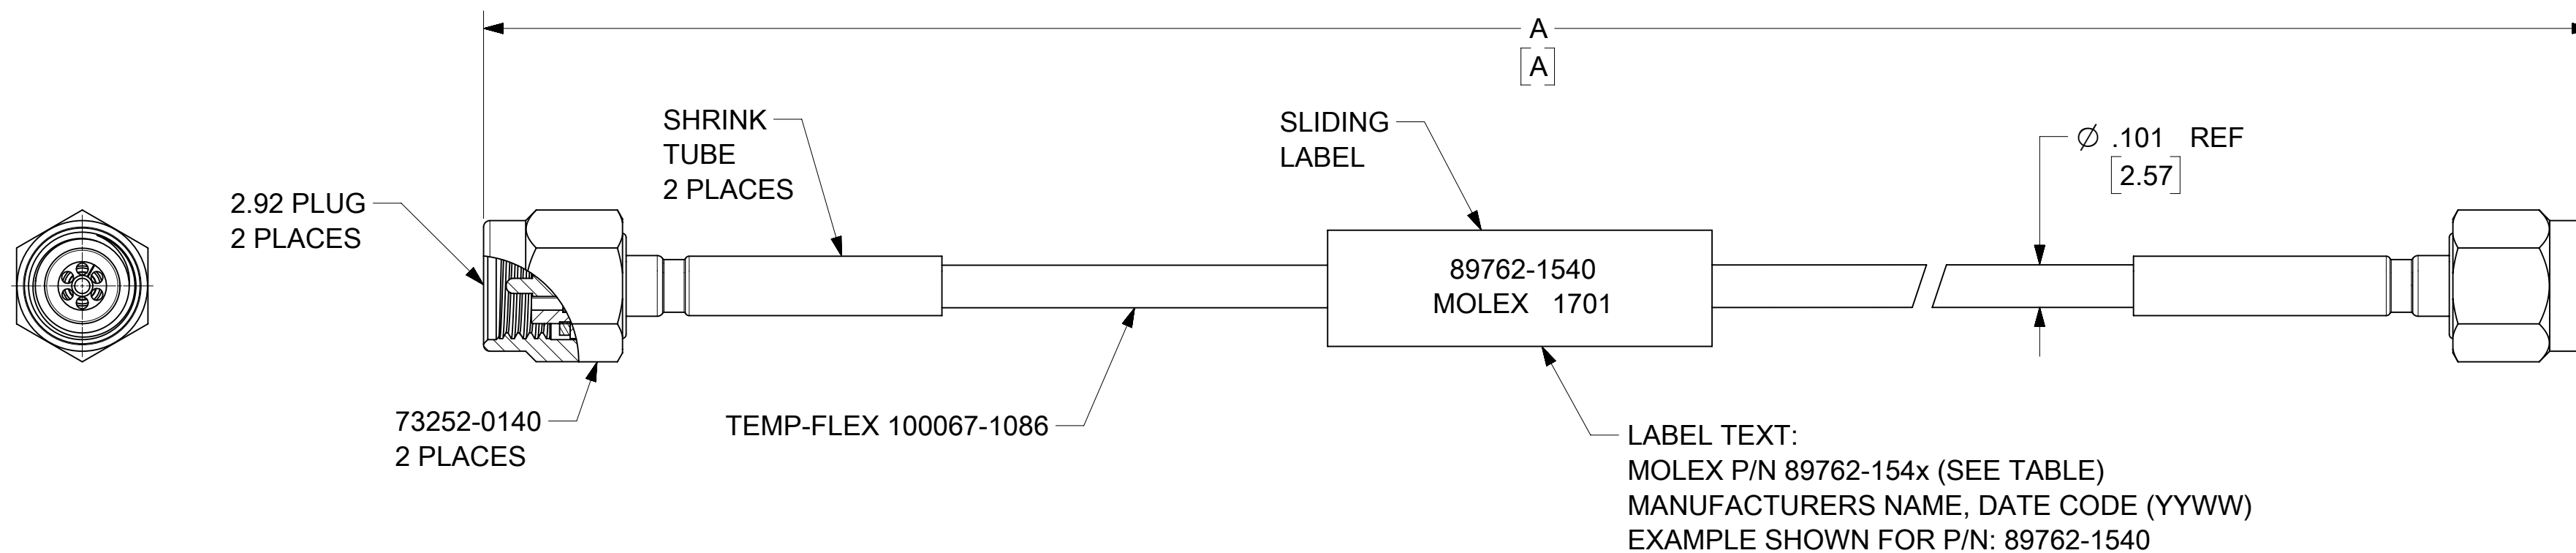 A
[A]
SHRINK
TUBE
2 PLACES
SLIDING
LABEL
Ø .101 REF
[2.57]
2.92 PLUG
2 PLACES
89762-1540
MOLEX 1701
73252-0140
2 PLACES
TEMP-FLEX 100067-1086
LABEL TEXT:
MOLEX P/N 89762-154x (SEE TABLE)
MANUFACTURERS NAME, DATE CODE (YYWW)
EXAMPLE SHOWN FOR P/N: 89762-1540